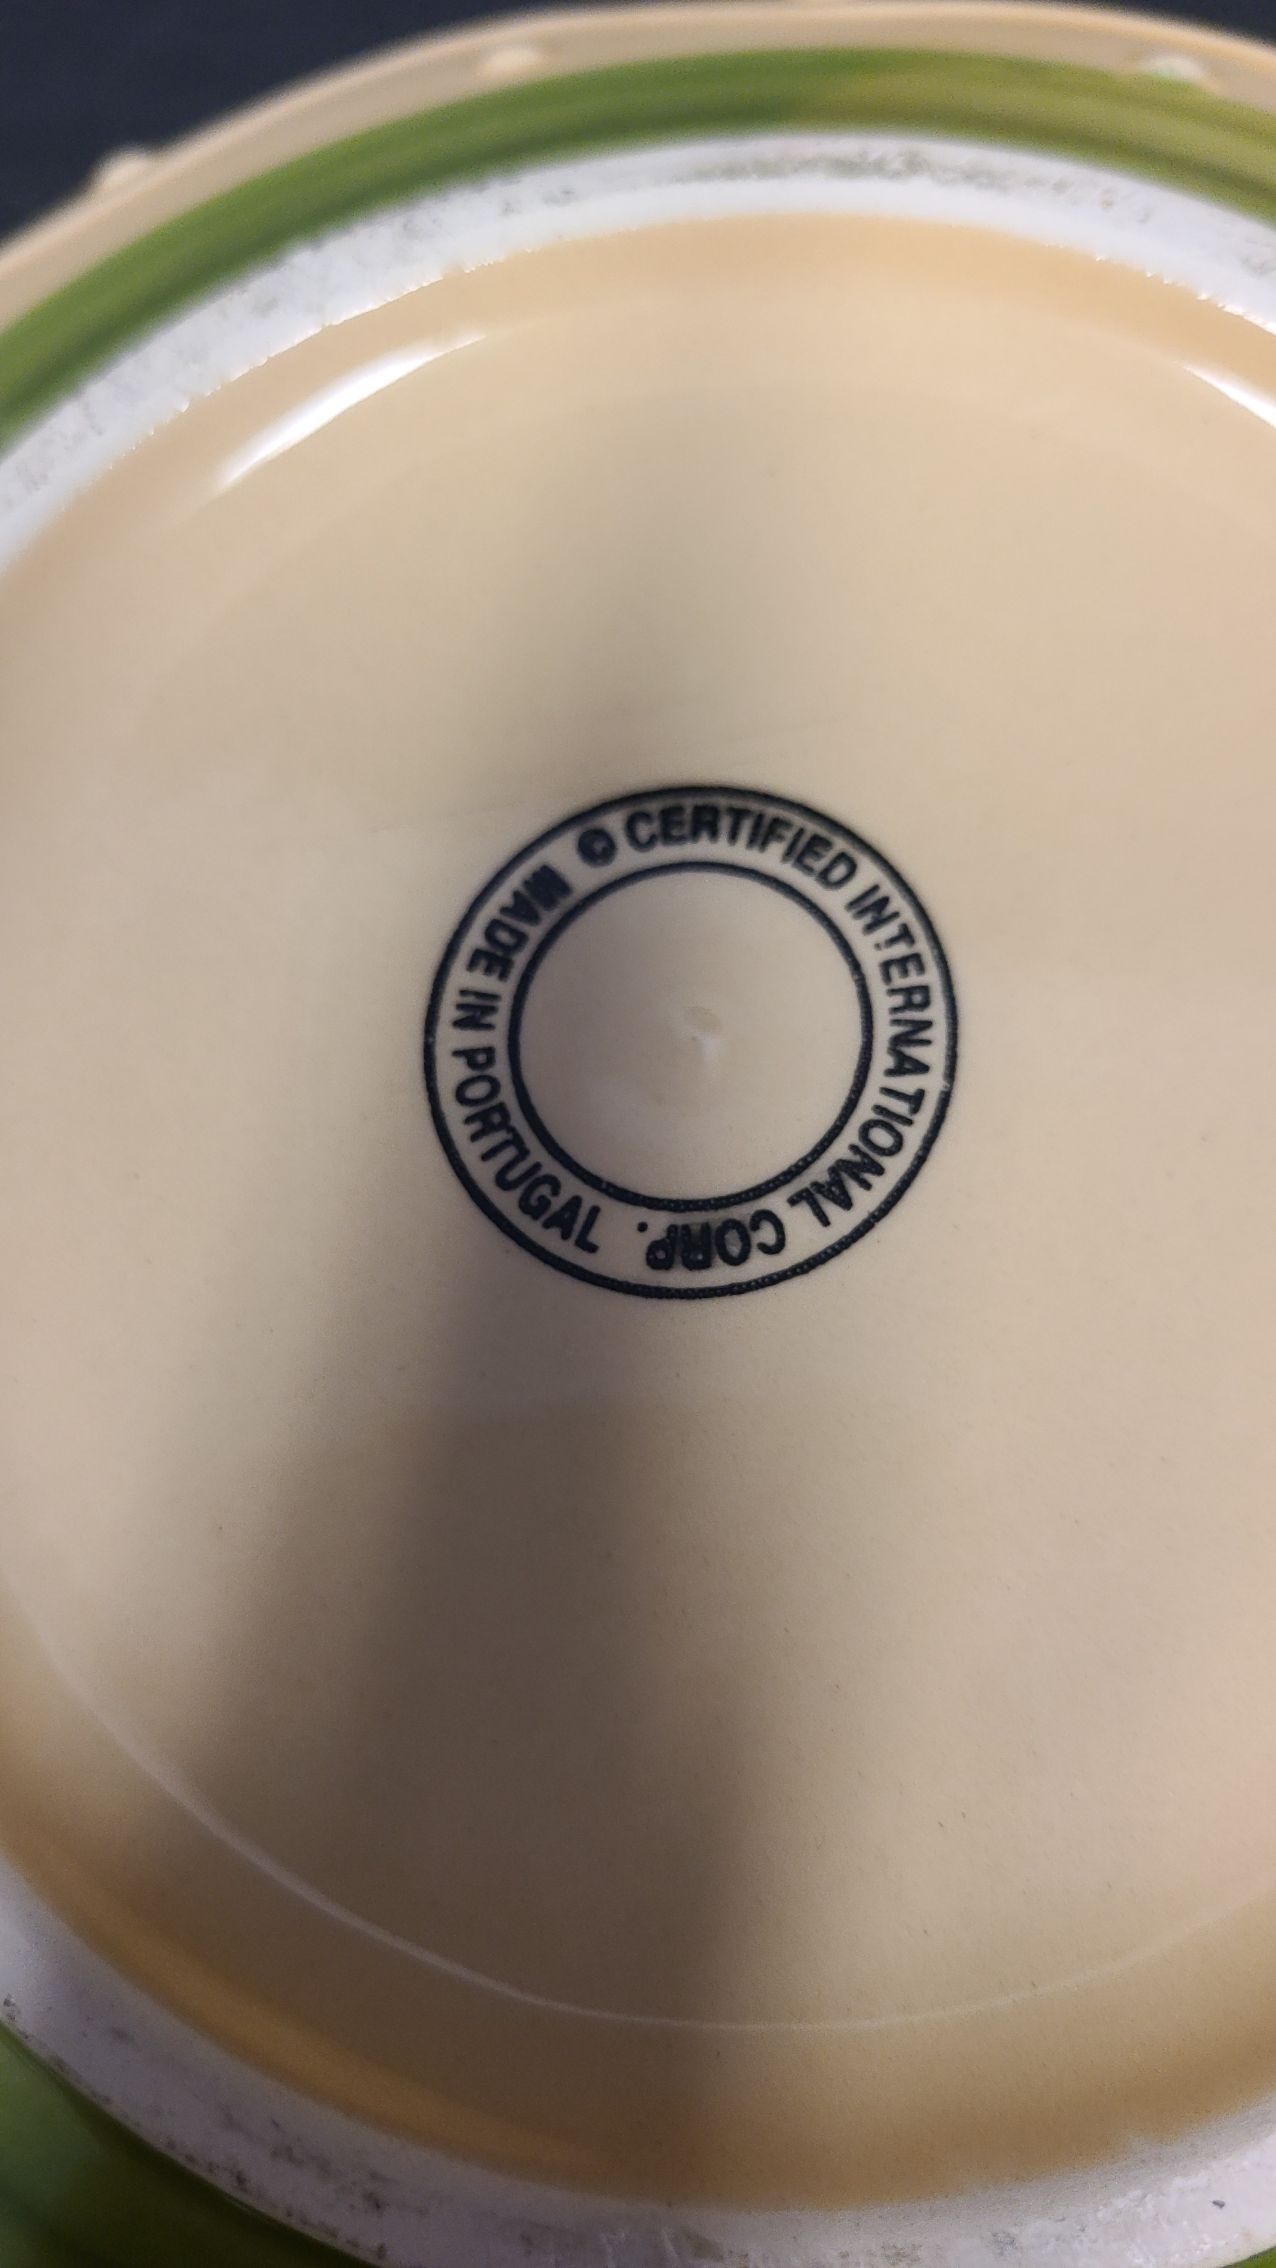 © CERTIFIED INTERNATIONAL CORP.
MADE IN PORTUGAL